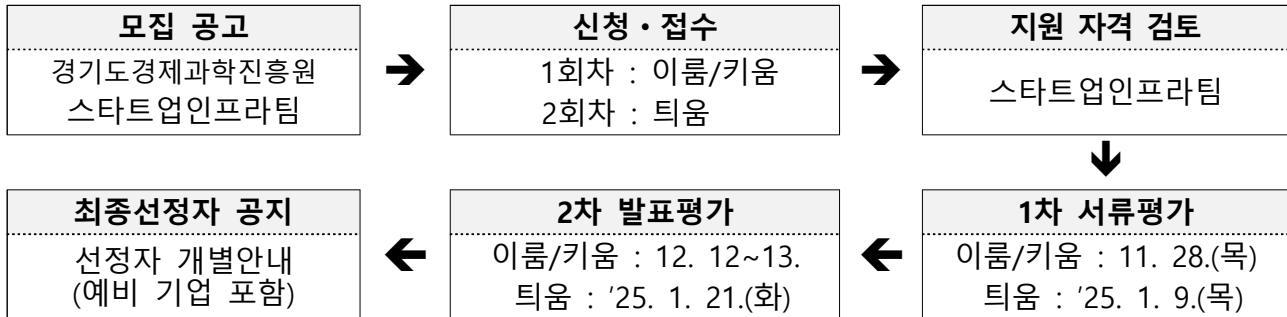 모집 공고
경기도경제과학진흥원
스타트업인프라팀
신청・접수
1회차 : 이룸/키움
2회차 : 틔움
지원 자격 검토
스타트업인프라팀
1차 서류평가
이룸/키움 : 11. 28.(목)
틔움 : '25. 1. 9.(목)
2차 발표평가
이룸/키움 : 12. 12~13.
틔움 : '25. 1. 21.(화)
최종선정자 공지
선정자 개별안내
(예비 기업 포함)